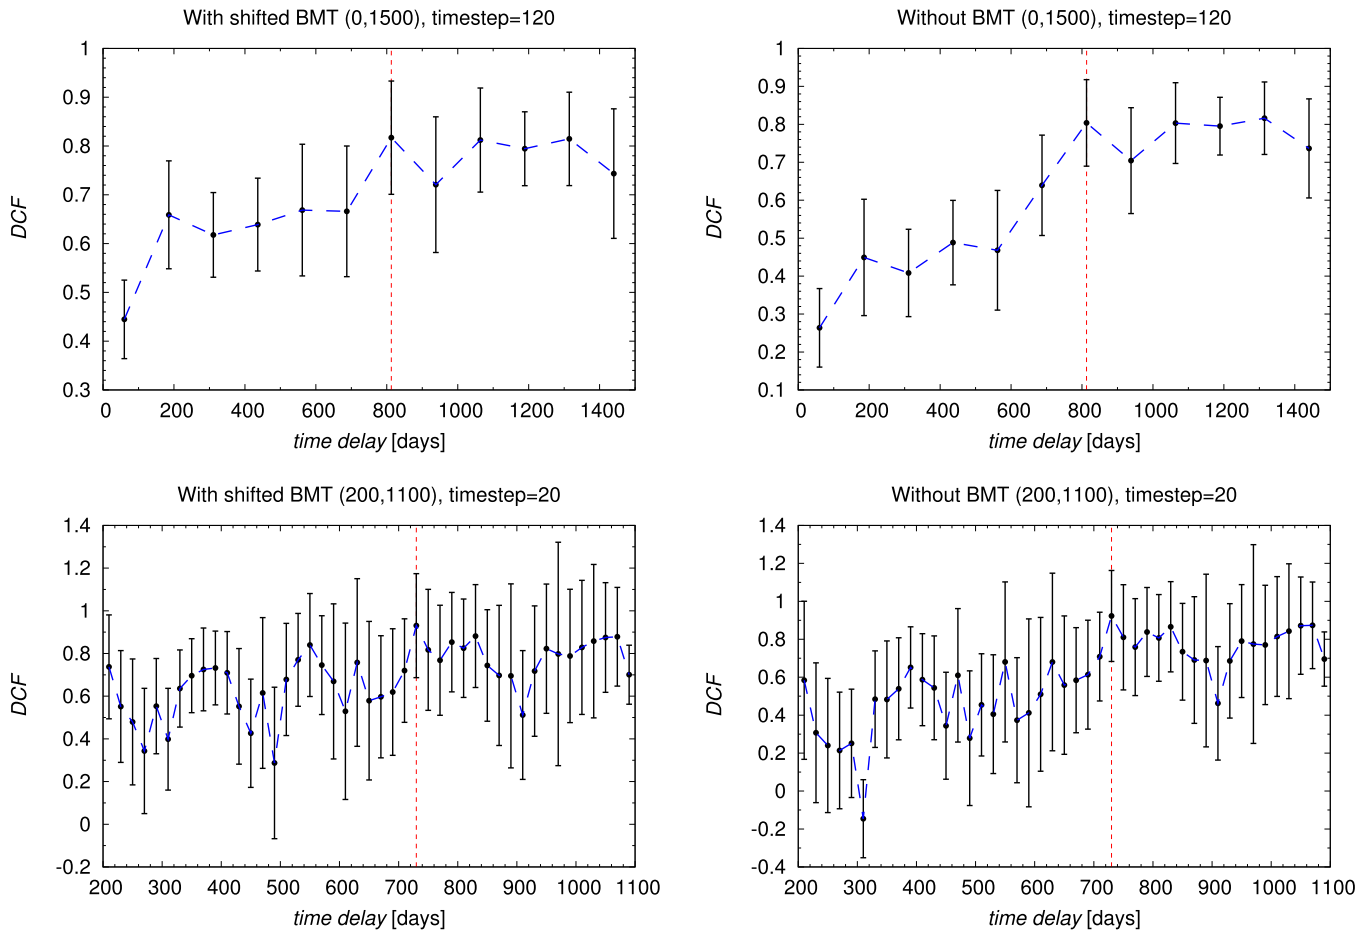 With shifted BMT (0,1500), timestep=120
1
0.9
0.8
0.7
0.6
0.5
0.4
0.3
DCF
0 200 400 600 800 1000 1200 1400
time delay [days]
Without BMT (0,1500), timestep=120
1
0.9
0.8
0.7
0.6
0.5
0.4
0.3
0.2
0.1
DCF
0 200 400 600 800 1000 1200 1400
time delay [days]
With shifted BMT (200,1100), timestep=20
1.4
1.2
1
0.8
0.6
0.4
0.2
0
-0.2
DCF
200 300 400 500 600 700 800 900 1000 1100
time delay [days]
Without BMT (200,1100), timestep=20
1.4
1.2
1
0.8
0.6
0.4
0.2
0
-0.2
-0.4
DCF
200 300 400 500 600 700 800 900 1000 1100
time delay [days]